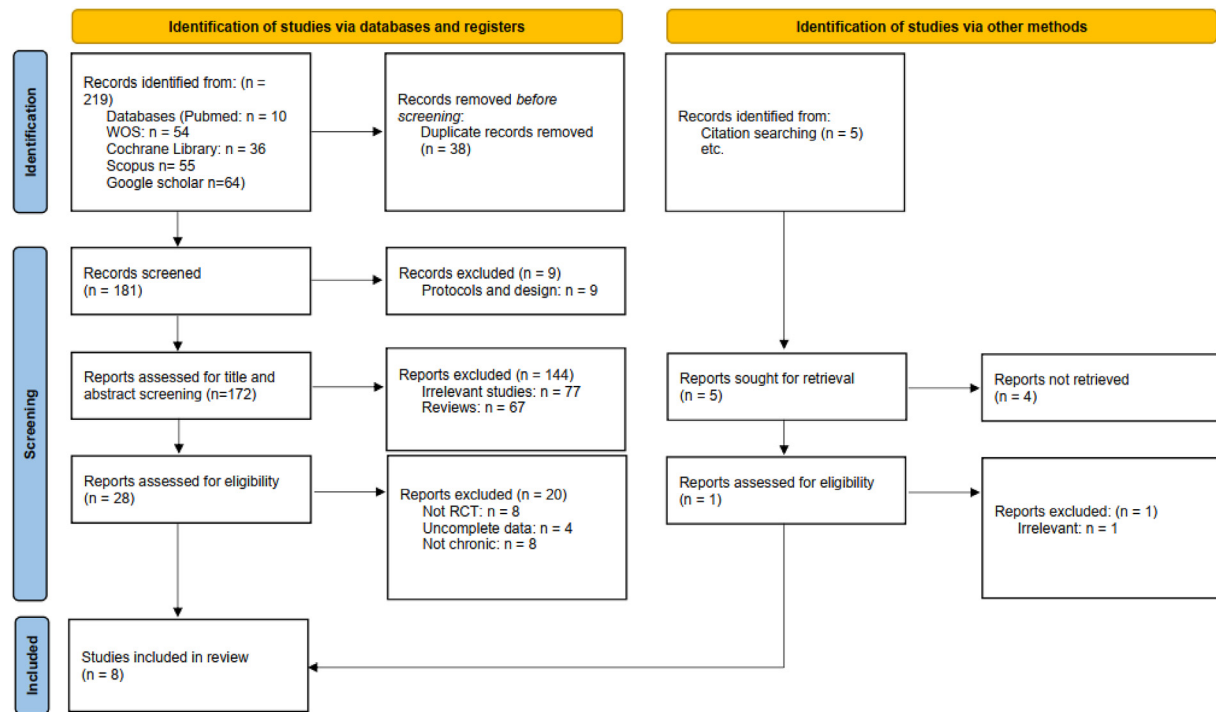 Identification of studies via databases and registers
Identification of studies via other methods
Identification
Records identified from: (n =
219)
Databases (Pubmed: n = 10
WOS: n = 54
Cochrane Library: n = 36
Scopus n= 55
Google scholar n=64)
Records removed before
screening:
Duplicate records removed
(n = 38)
Records identified from:
Citation searching (n = 5)
etc.
Screening
Records screened
(n = 181)
Records excluded (n = 9)
Protocols and design: n = 9
Reports assessed for title and
abstract screening (n=172)
Reports excluded (n = 144)
Irrelevant studies: n = 77
Reviews: n = 67
Reports sought for retrieval
(n = 5)
Reports not retrieved
(n = 4)
Reports assessed for eligibility
(n = 28)
Reports excluded (n = 20)
Not RCT: n = 8
Uncomplete data: n = 4
Not chronic: n = 8
Reports assessed for eligibility
(n = 1)
Reports excluded: (n = 1)
Irrelevant: n = 1
Included
Studies included in review
(n = 8)